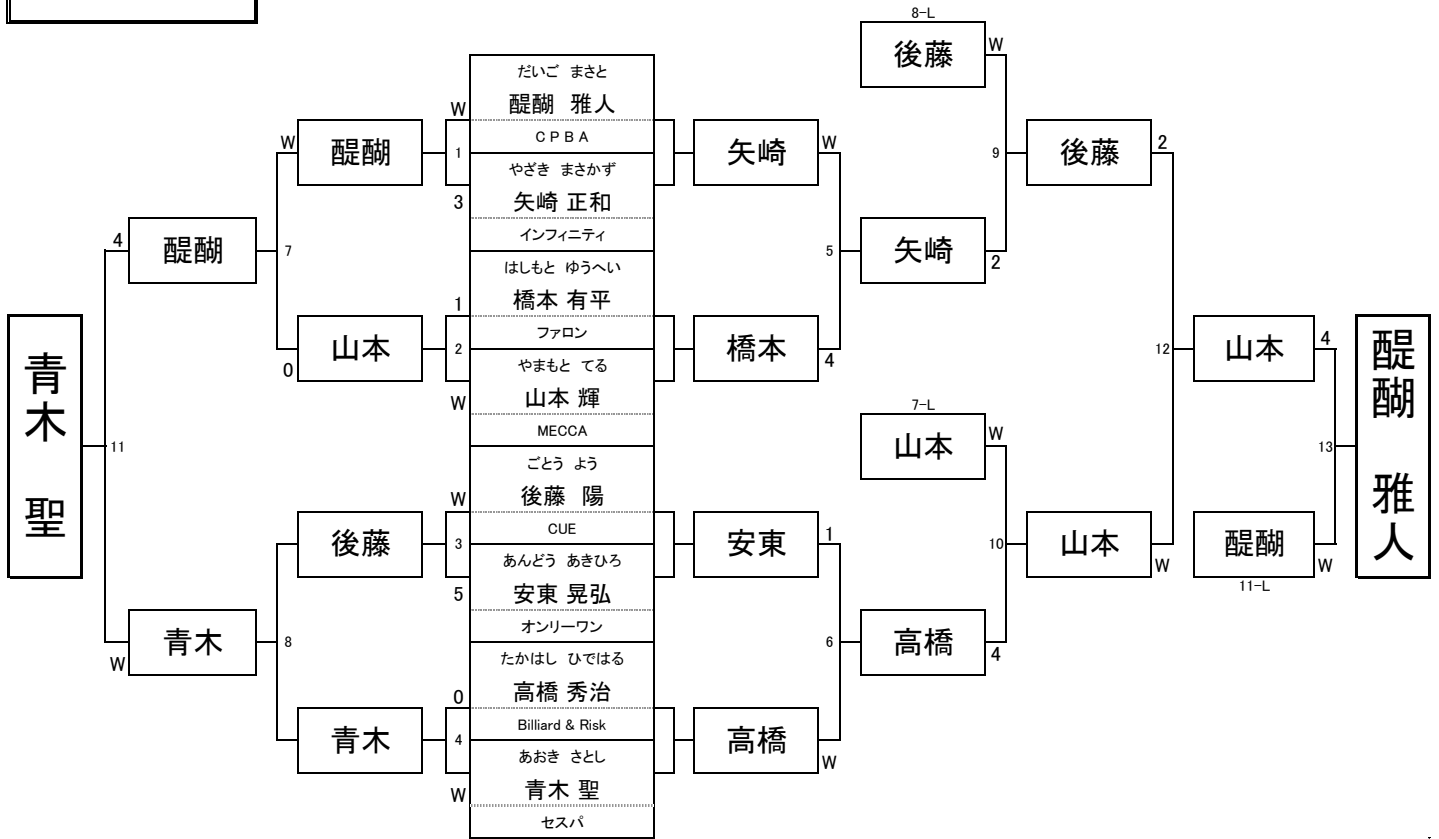 8-L
後藤
W
だいご まさと
醍醐 雅人
W
CPBA
W
醍醐
1
矢崎
W
9
後藤
2
やざき まさかず
3
矢崎 正和
インフィニティ
4
醍醐
7
5
矢崎
2
はしもと ゆうへい
1
橋本 有平
ファロン
0
山本
2
橋本
4
12
山本
4
やまもと てる
W
山本 輝
MECCA
7-L
山本
W
青木 聖
11
13
醍醐 雅人
ごとう よう
W
後藤 陽
CUE
後藤
3
安東
1
10
山本
W
醍醐
W
11-L
あんどう あきひろ
5
安東 晃弘
オンリーワン
W
青木
8
6
高橋
4
たかはし ひではる
0
高橋 秀治
Billiard & Risk
青木
4
高橋
W
あおき さとし
W
青木 聖
セスパ